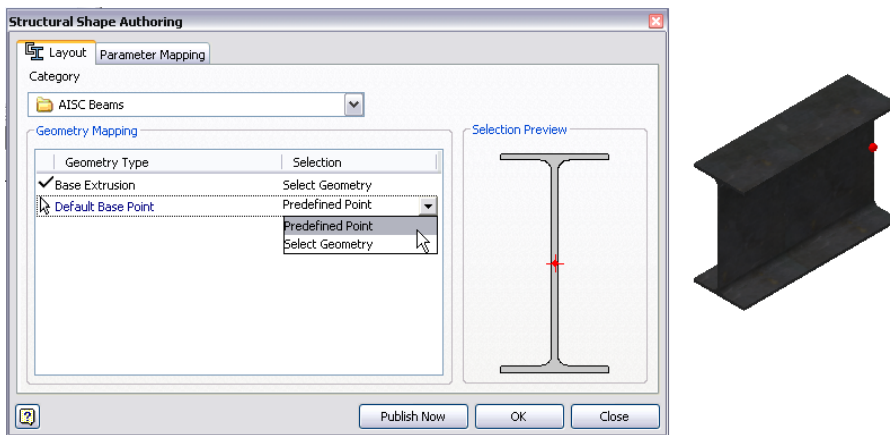 Structural Shape Authoring
Layout Parameter Mapping
Category
AISC Beams
Geometry Mapping
Selection Preview
Geometry Type Selection
Base Extrusion Select Geometry
Default Base Point Predefined Point
Predefined Point
Select Geometry
Publish Now OK Close